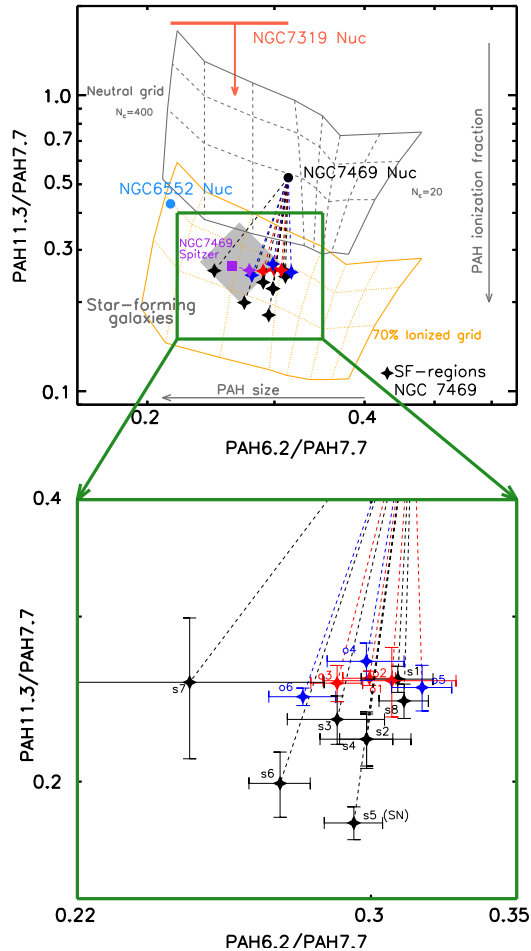 NGC7319 Nuc
Neutral grid
N_c=400
1.0
0.7
0.5
0.3
0.1
PAH11.3/PAH7.7
NGC7469 Nuc
NGC6552 Nuc
N_c=20
PAH ionization fraction
NGC7469
Spitzer
Star-forming
galaxies
70% Ionized grid
SF-regions
NGC 7469
PAH size
0.2
0.4
PAH6.2/PAH7.7
0.4
0.2
PAH11.3/PAH7.7
o4
s7
o3
o2
s1
o6
o1
o5
s3
s8
s4
s2
s6
s5 (SN)
0.22
0.3
0.35
PAH6.2/PAH7.7